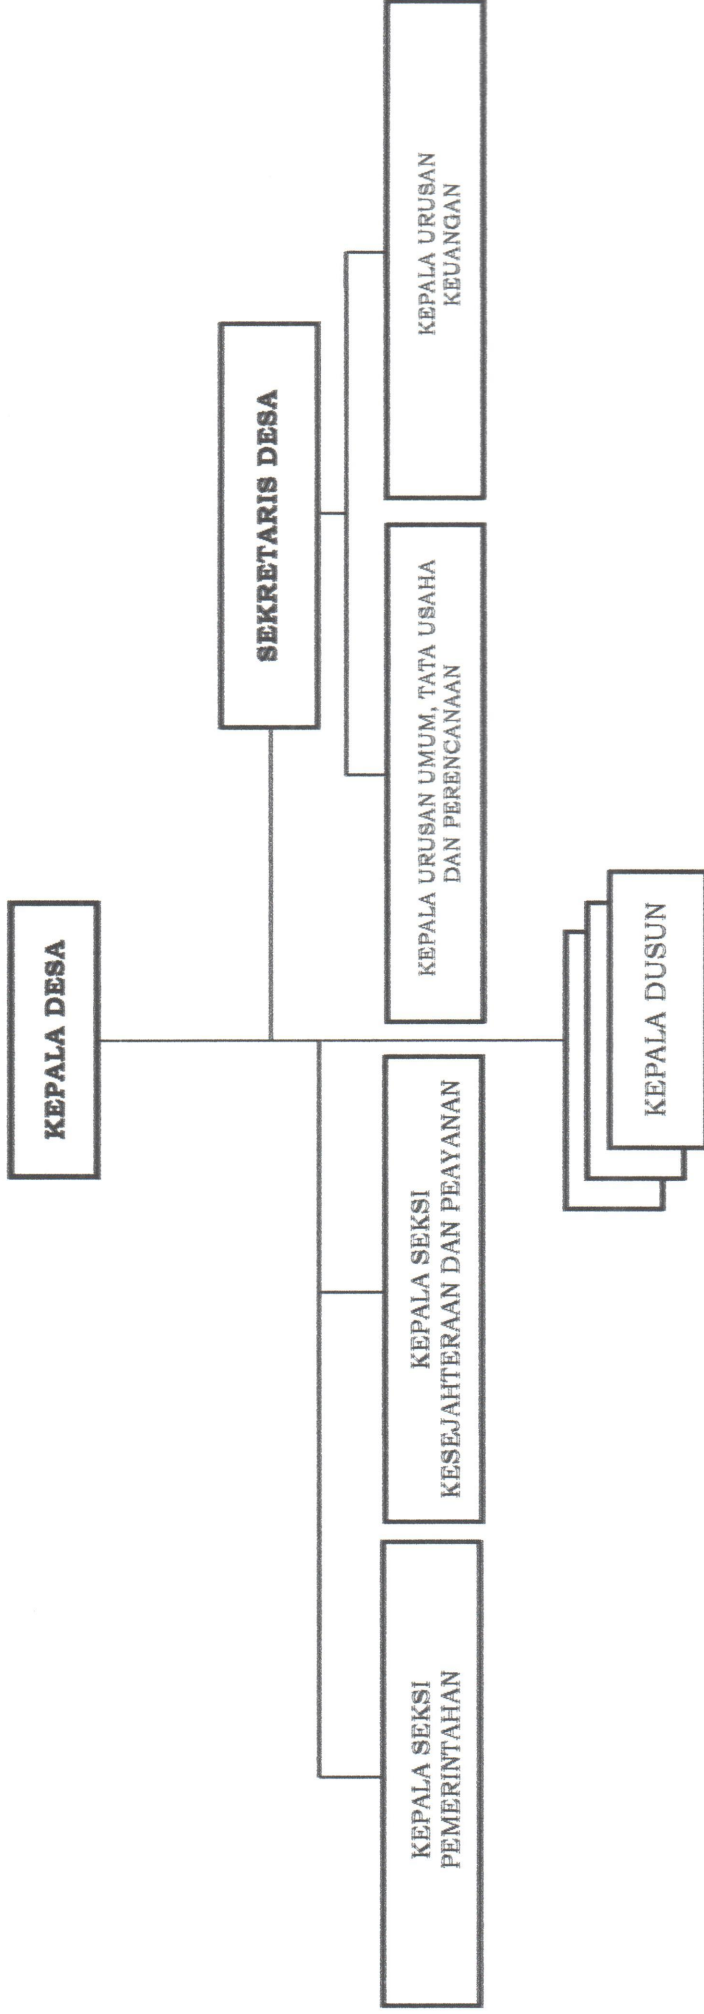 KEPALA DESA
SEKRETARIS DESA
KEPALA SEKSI
PEMERINTAHAN
KEPALA SEKSI
KESEJAHTERAAN DAN PEAYANAN
KEPALA URUSAN UMUM, TATA USAHA
DAN PERENCANAAN
KEPALA URUSAN
KEUANGAN
KEPALA DUSUN